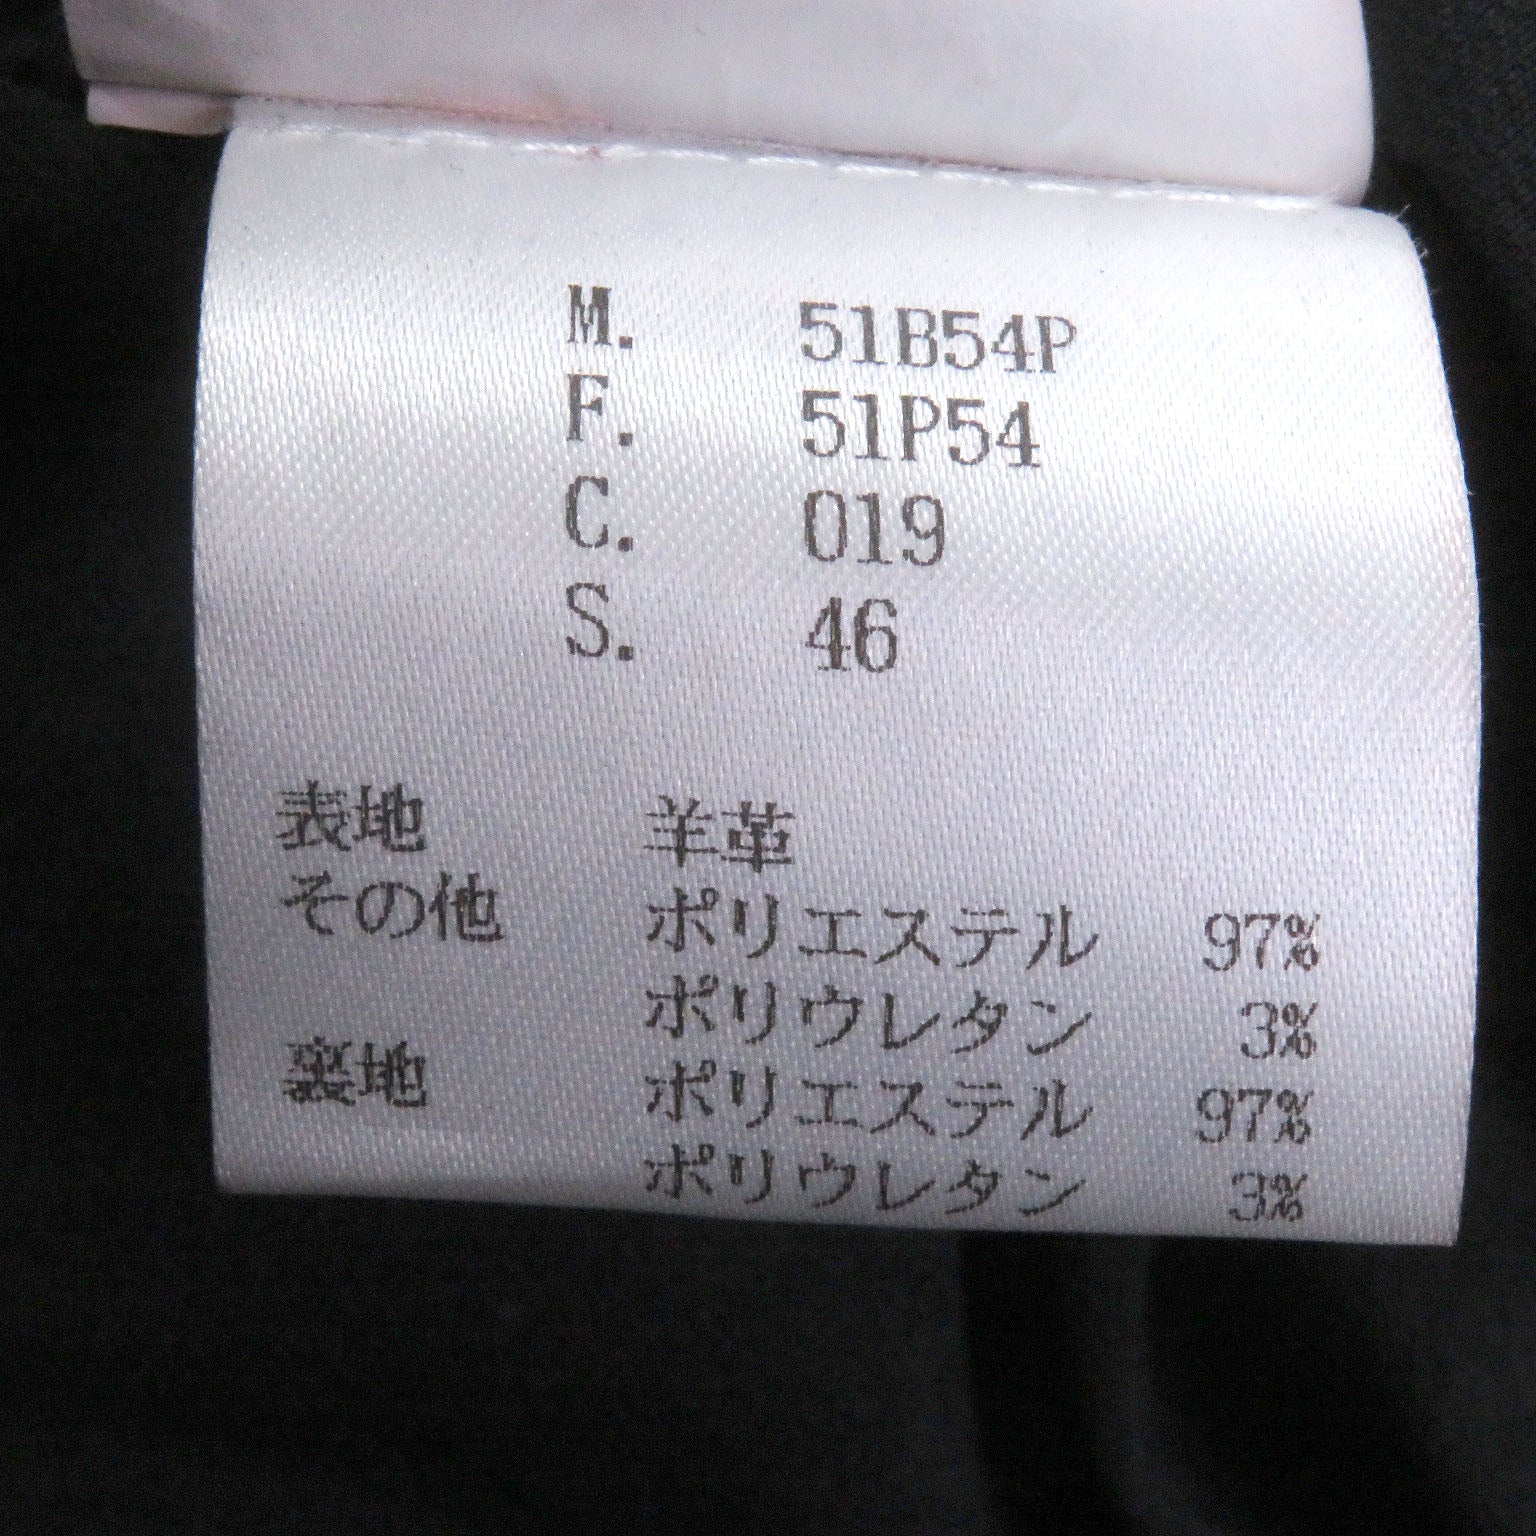 M. 51B54P
F. 51P54
C. 019
S. 46
表地 羊革
その他 ポリエステル 97%
ポリウレタン 3%
裏地 ポリエステル 97%
ポリウレタン 3%